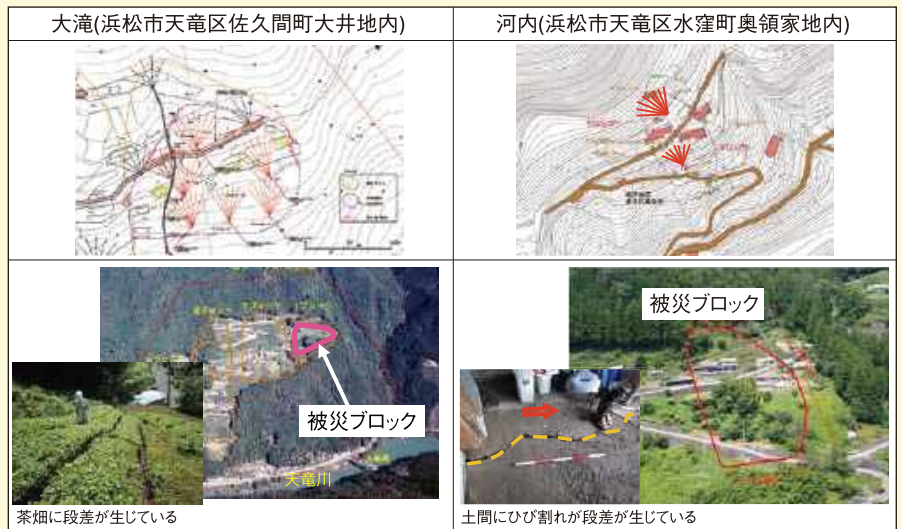 大滝(浜松市天竜区佐久間町大井地内)
河内(浜松市天竜区水窪町奥領家地内)
被災ブロック
天竜川
茶畑に段差が生じている
被災ブロック
土間にひび割れが段差が生じている